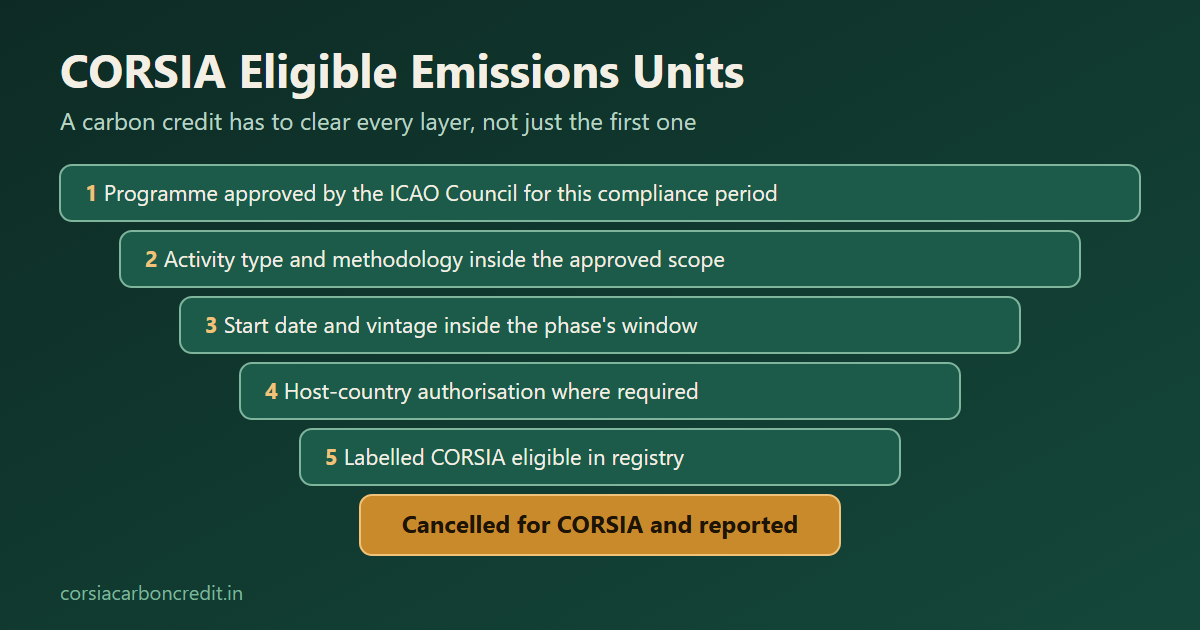 CORSIA Eligible Emissions Units
A carbon credit has to clear every layer, not just the first one
1 Programme approved by the ICAO Council for this compliance period
2 Activity type and methodology inside the approved scope
3 Start date and vintage inside the phase's window
4 Host-country authorisation where required
5 Labelled CORSIA eligible in registry
Cancelled for CORSIA and reported
corsiacarboncredit.in